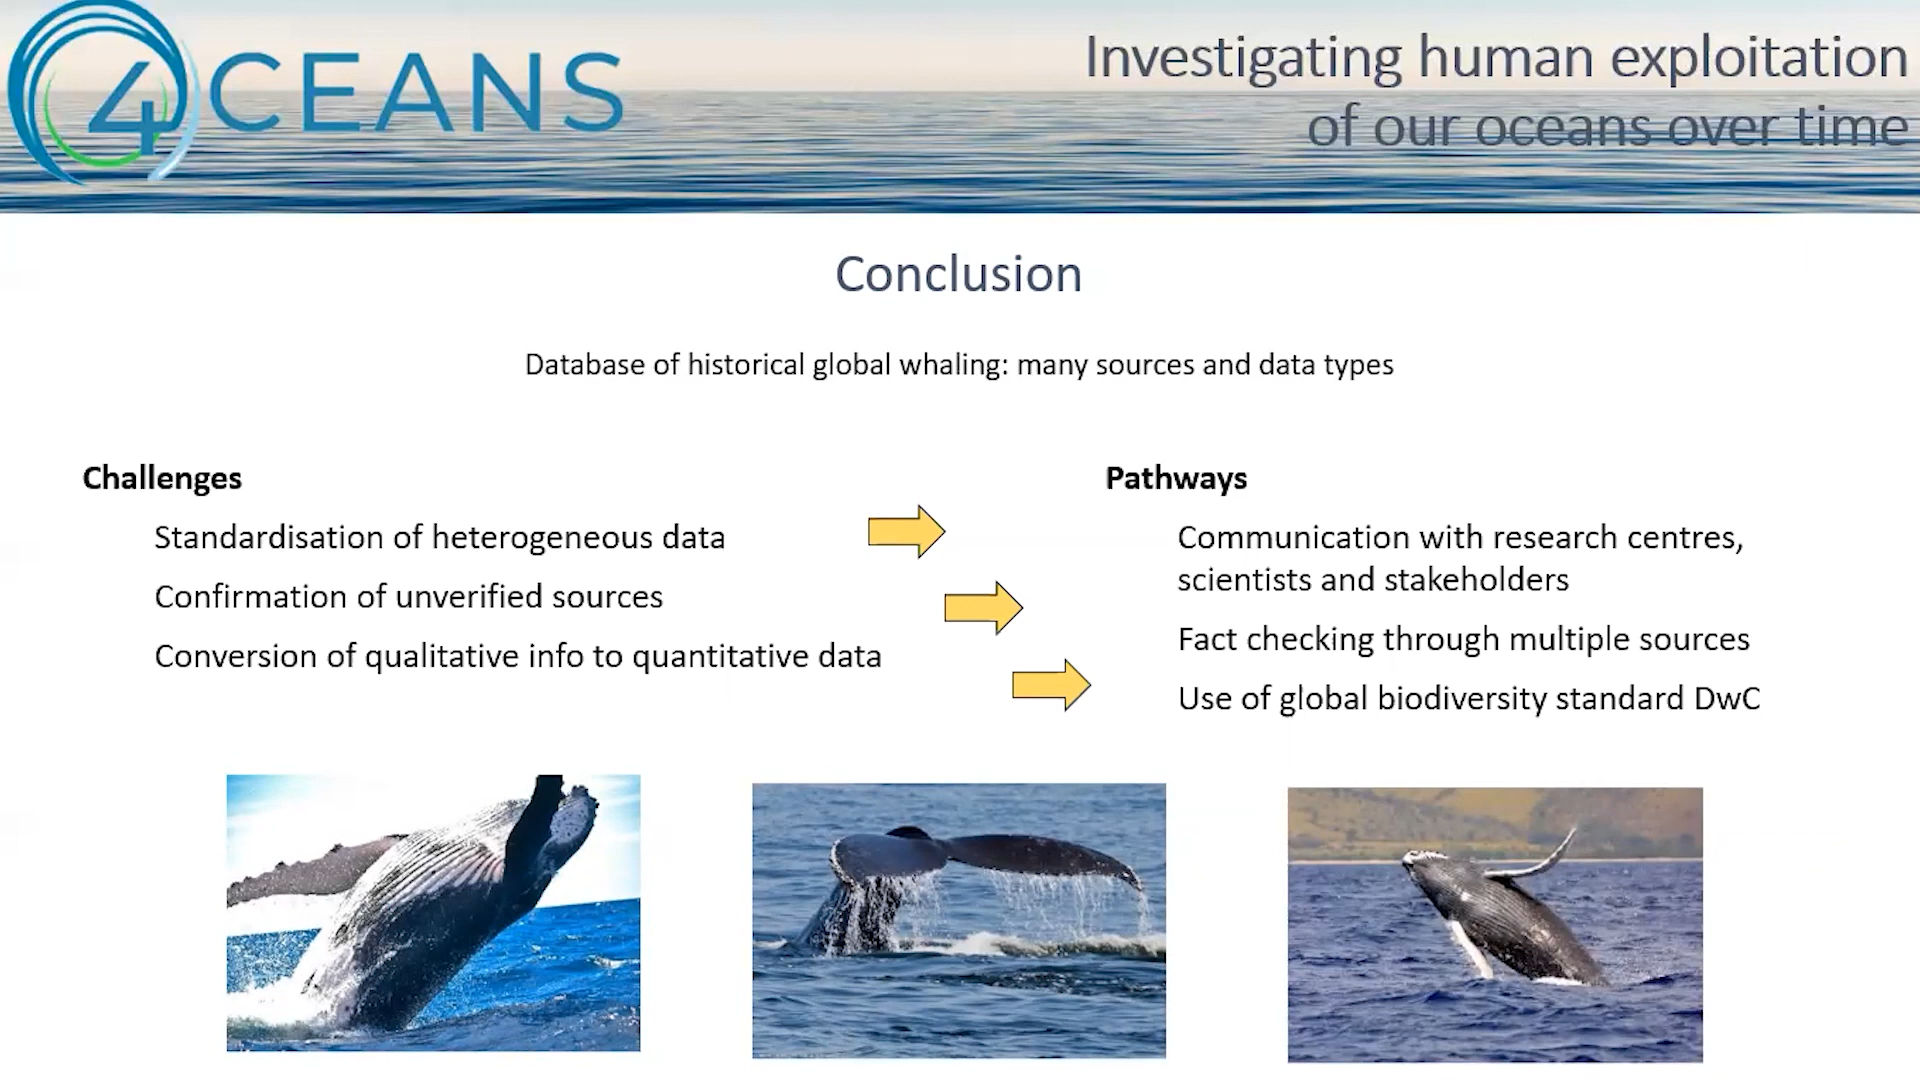 4OCEANS
Investigating human exploitation
of our oceans over time
Conclusion
Database of historical global whaling: many sources and data types
Challenges
Standardisation of heterogeneous data
Confirmation of unverified sources
Conversion of qualitative info to quantitative data
Pathways
Communication with research centres,
scientists and stakeholders
Fact checking through multiple sources
Use of global biodiversity standard DwC